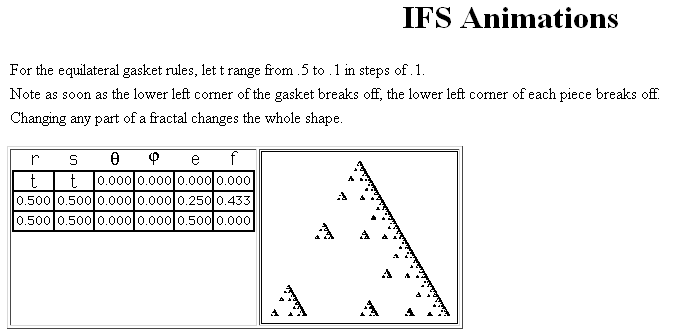 IFS Animations
For the equilateral gasket rules, let t range from .5 to .1 in steps of .1.
Note as soon as the lower left corner of the gasket breaks off, the lower left corner of each piece breaks off.
Changing any part of a fractal changes the whole shape.
r s θ φ e f
t t 0.000 0.000 0.000 0.000
0.500 0.500 0.000 0.000 0.250 0.433
0.500 0.500 0.000 0.000 0.500 0.000